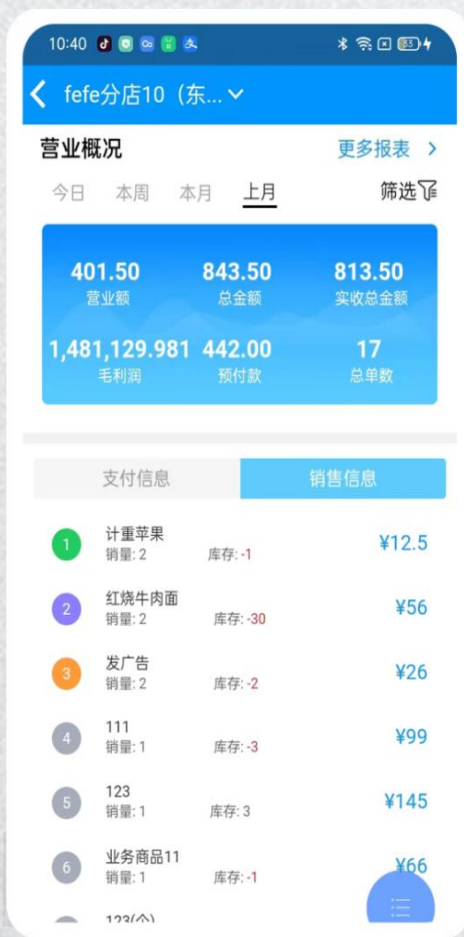 10:40
83
fefe分店10（东...
营业概况
更多报表
今日 本周 本月 上月 筛选
401.50 843.50 813.50
营业额 总金额 实收总金额
1,481,129.981 442.00 17
毛利润 预付款 总单数
支付信息 销售信息
1 计重苹果 ¥12.5
销量: 2 库存: -1
2 红烧牛肉面 ¥56
销量: 2 库存: -30
3 发广告 ¥26
销量: 2 库存: -2
4 111 ¥99
销量: 1 库存: -3
5 123 ¥145
销量: 1 库存: 3
6 业务商品11 ¥66
销量: 1 库存: -1
123(个)